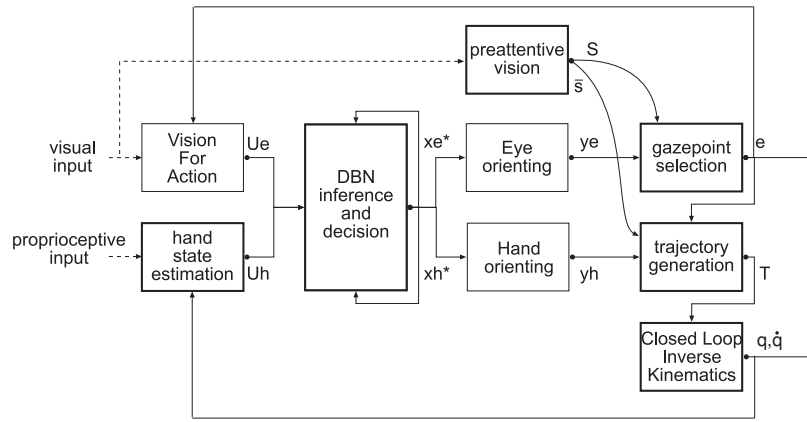 preattentive
vision
S
s̅
visual
input
Vision
For
Action
Ue
DBN
inference
and
decision
xe*
Eye
orienting
ye
gazepoint
selection
e
proprioceptive
input
hand
state
estimation
Uh
xh*
Hand
orienting
yh
trajectory
generation
T
Closed Loop
Inverse
Kinematics
q,q̇